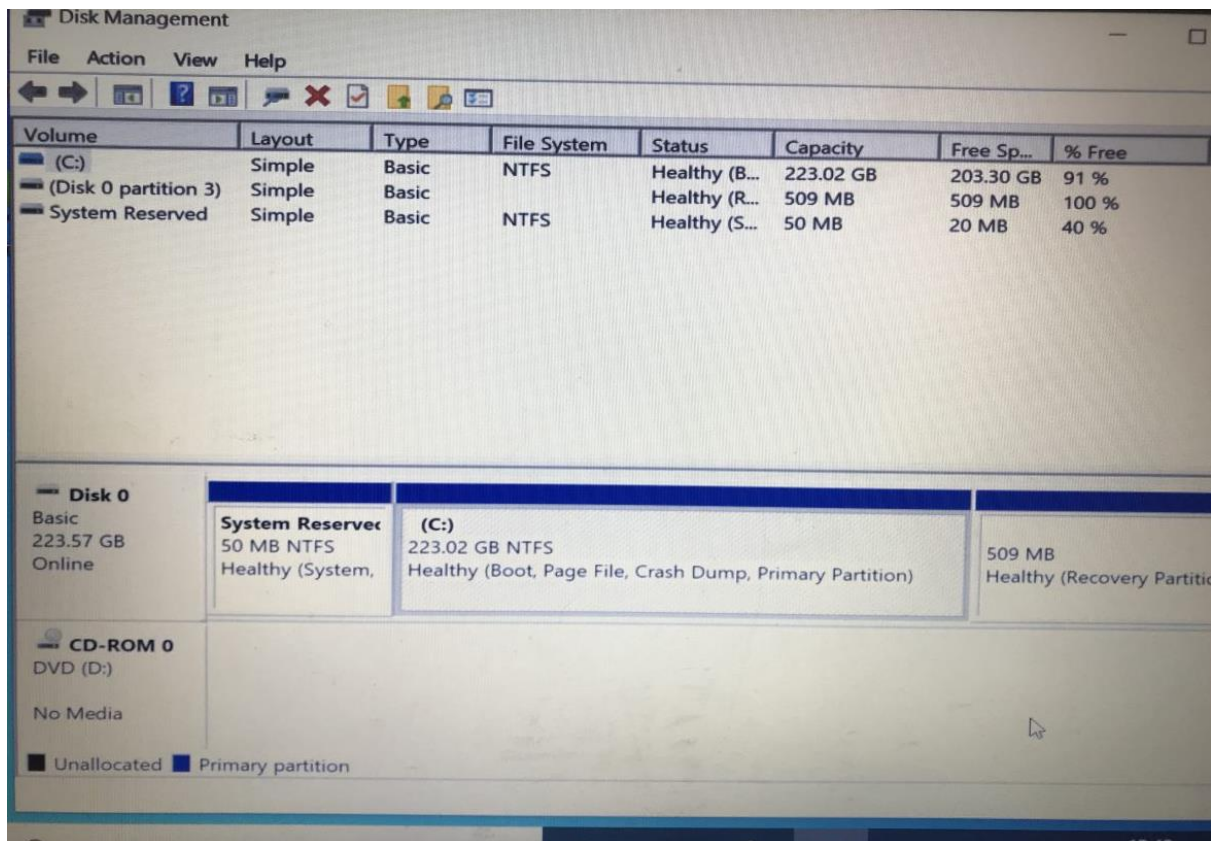 Disk Management
File Action View Help
Volume Layout Type File System Status Capacity Free Sp... % Free
(C:) Simple Basic NTFS Healthy (B... 223.02 GB 203.30 GB 91 %
(Disk 0 partition 3) Simple Basic Healthy (R... 509 MB 509 MB 100 %
System Reserved Simple Basic NTFS Healthy (S... 50 MB 20 MB 40 %
Disk 0
Basic
223.57 GB
Online
System Reserve
50 MB NTFS
Healthy (System,
(C:)
223.02 GB NTFS
Healthy (Boot, Page File, Crash Dump, Primary Partition)
509 MB
Healthy (Recovery Partitic
CD-ROM 0
DVD (D:)
No Media
Unallocated Primary partition